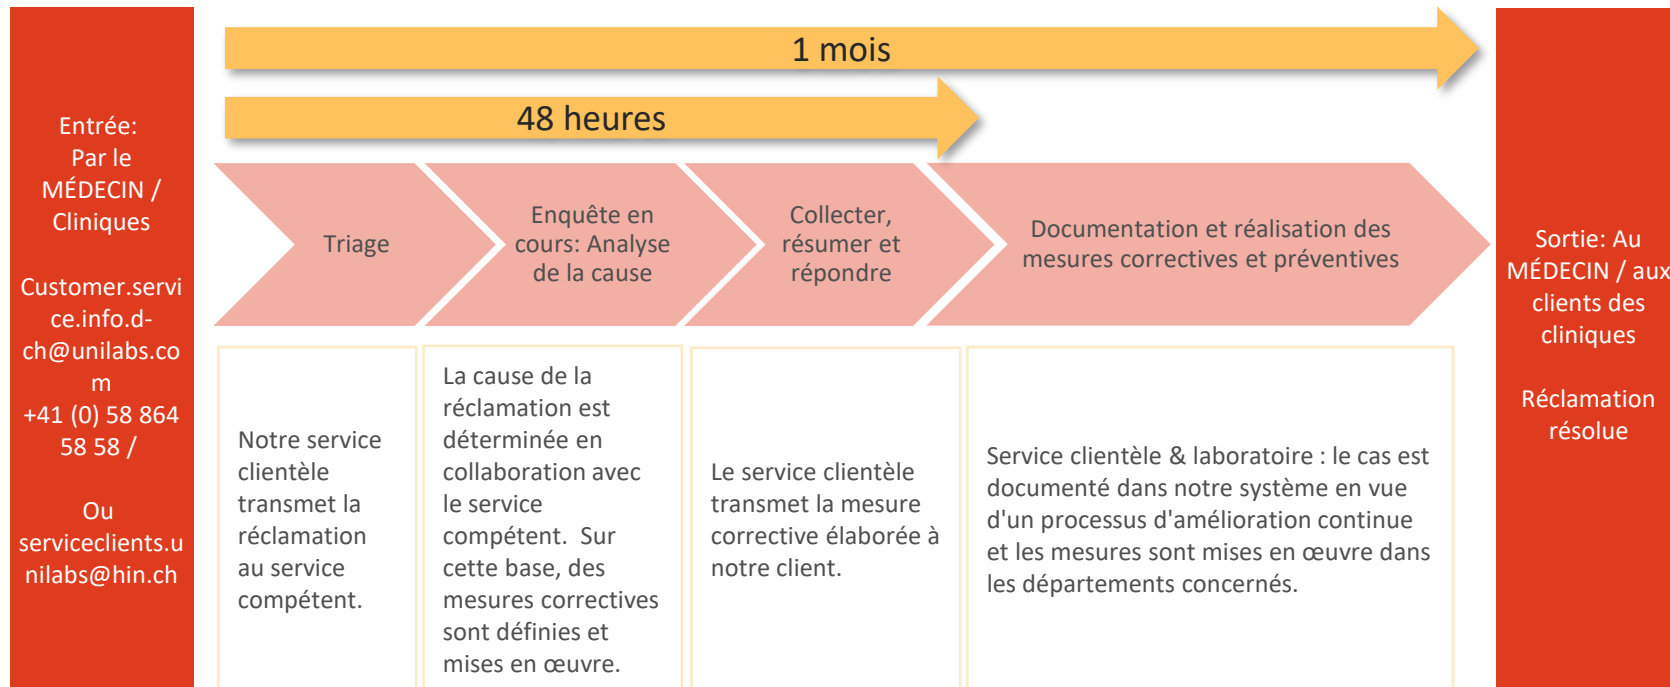 Entrée:
Par le
MÉDECIN /
Cliniques
Customer.servi
ce.info.d-
ch@unilabs.co
m
+41 (0) 58 864
58 58 /
Ou
serviceclients.u
nilabs@hin.ch
1 mois
48 heures
Triage
Enquête en
cours: Analyse
de la cause
Collecter,
résumer et
répondre
Documentation et réalisation des
mesures correctives et préventives
Notre service
clientèle
transmet la
réclamation
au service
compétent.
La cause de la
réclamation est
déterminée en
collaboration avec
le service
compétent.  Sur
cette base, des
mesures correctives
sont définies et
mises en œuvre.
Le service clientèle
transmet la mesure
corrective élaborée à
notre client.
Service clientèle & laboratoire : le cas est
documenté dans notre système en vue
d'un processus d'amélioration continue
et les mesures sont mises en œuvre dans
les départements concernés.
Sortie: Au
MÉDECIN / aux
clients des
cliniques
Réclamation
résolue